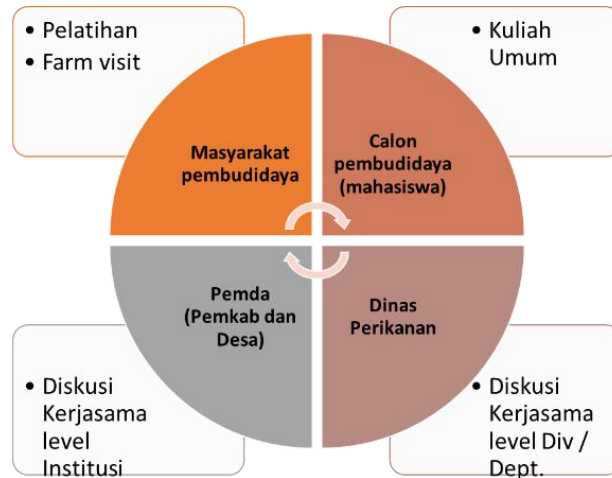 • Pelatihan
• Farm visit
• Kuliah
Umum
Masyarakat
pembudidaya
Calon
pembudidaya
(mahasiswa)
Pemda
(Pemkab dan
Desa)
Dinas
Perikanan
• Diskusi
Kerjasama
level
Institusi
• Diskusi
Kerjasama
level Div /
Dept.